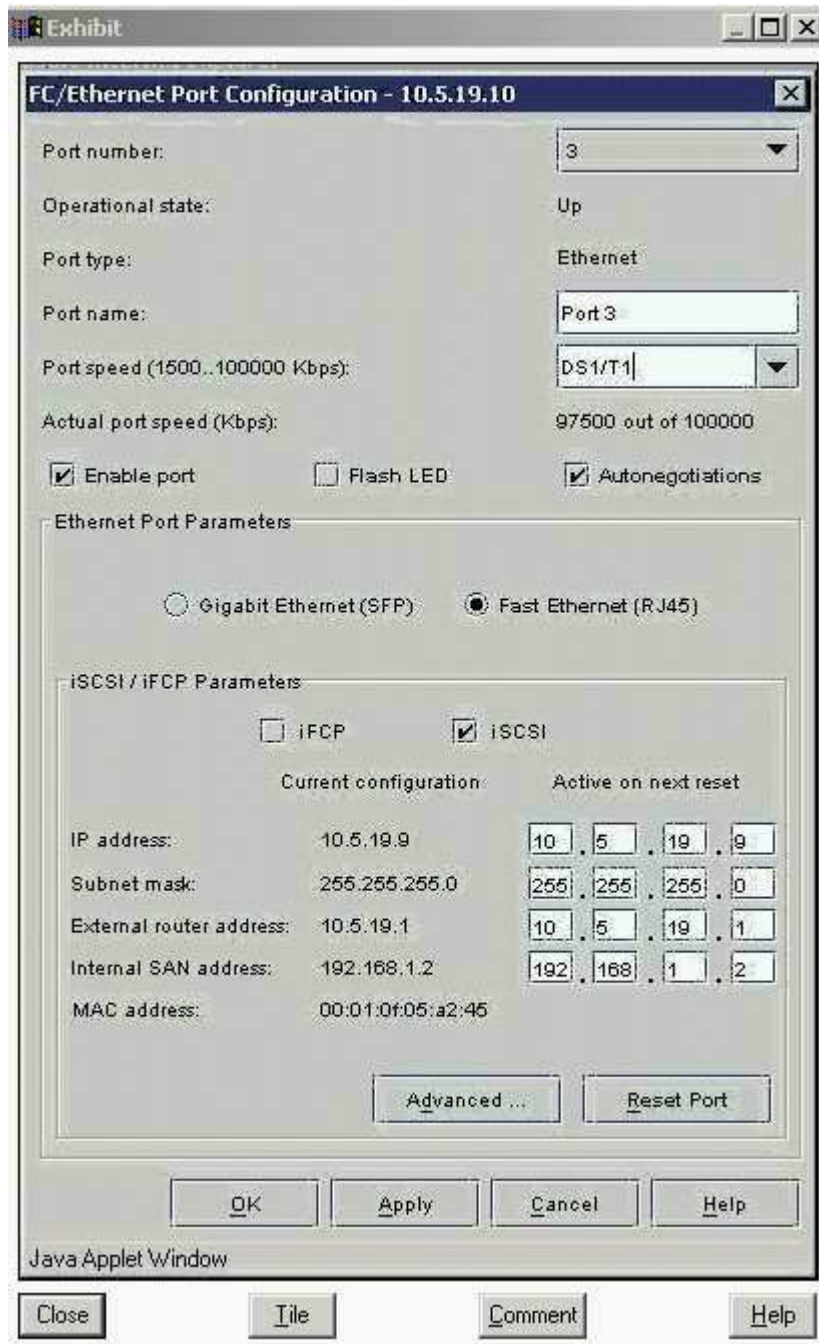 Exhibit
FC/Ethernet Port Configuration - 10.5.19.10
Port number: 3
Operational state: Up
Port type: Ethernet
Port name: Port 3
Port speed (1500..100000 Kbps): DS1/T1
Actual port speed (Kbps): 97500 out of 100000
Enable port Flash LED Autonegotiations
Ethernet Port Parameters
Gigabit Ethernet (SFP) Fast Ethernet (RJ45)
iSCSI / iFCP Parameters
iFCP iSCSI
Current configuration Active on next reset
IP address: 10.5.19.9 10 . 5 . 19 . 9
Subnet mask: 255.255.255.0 255 . 255 . 255 . 0
External router address: 10.5.19.1 10 . 5 . 19 . 1
Internal SAN address: 192.168.1.2 192 . 168 . 1 . 2
MAC address: 00:01:0f:05:a2:45
Advanced ... Reset Port
OK Apply Cancel Help
Java Applet Window
Close Tile Comment Help